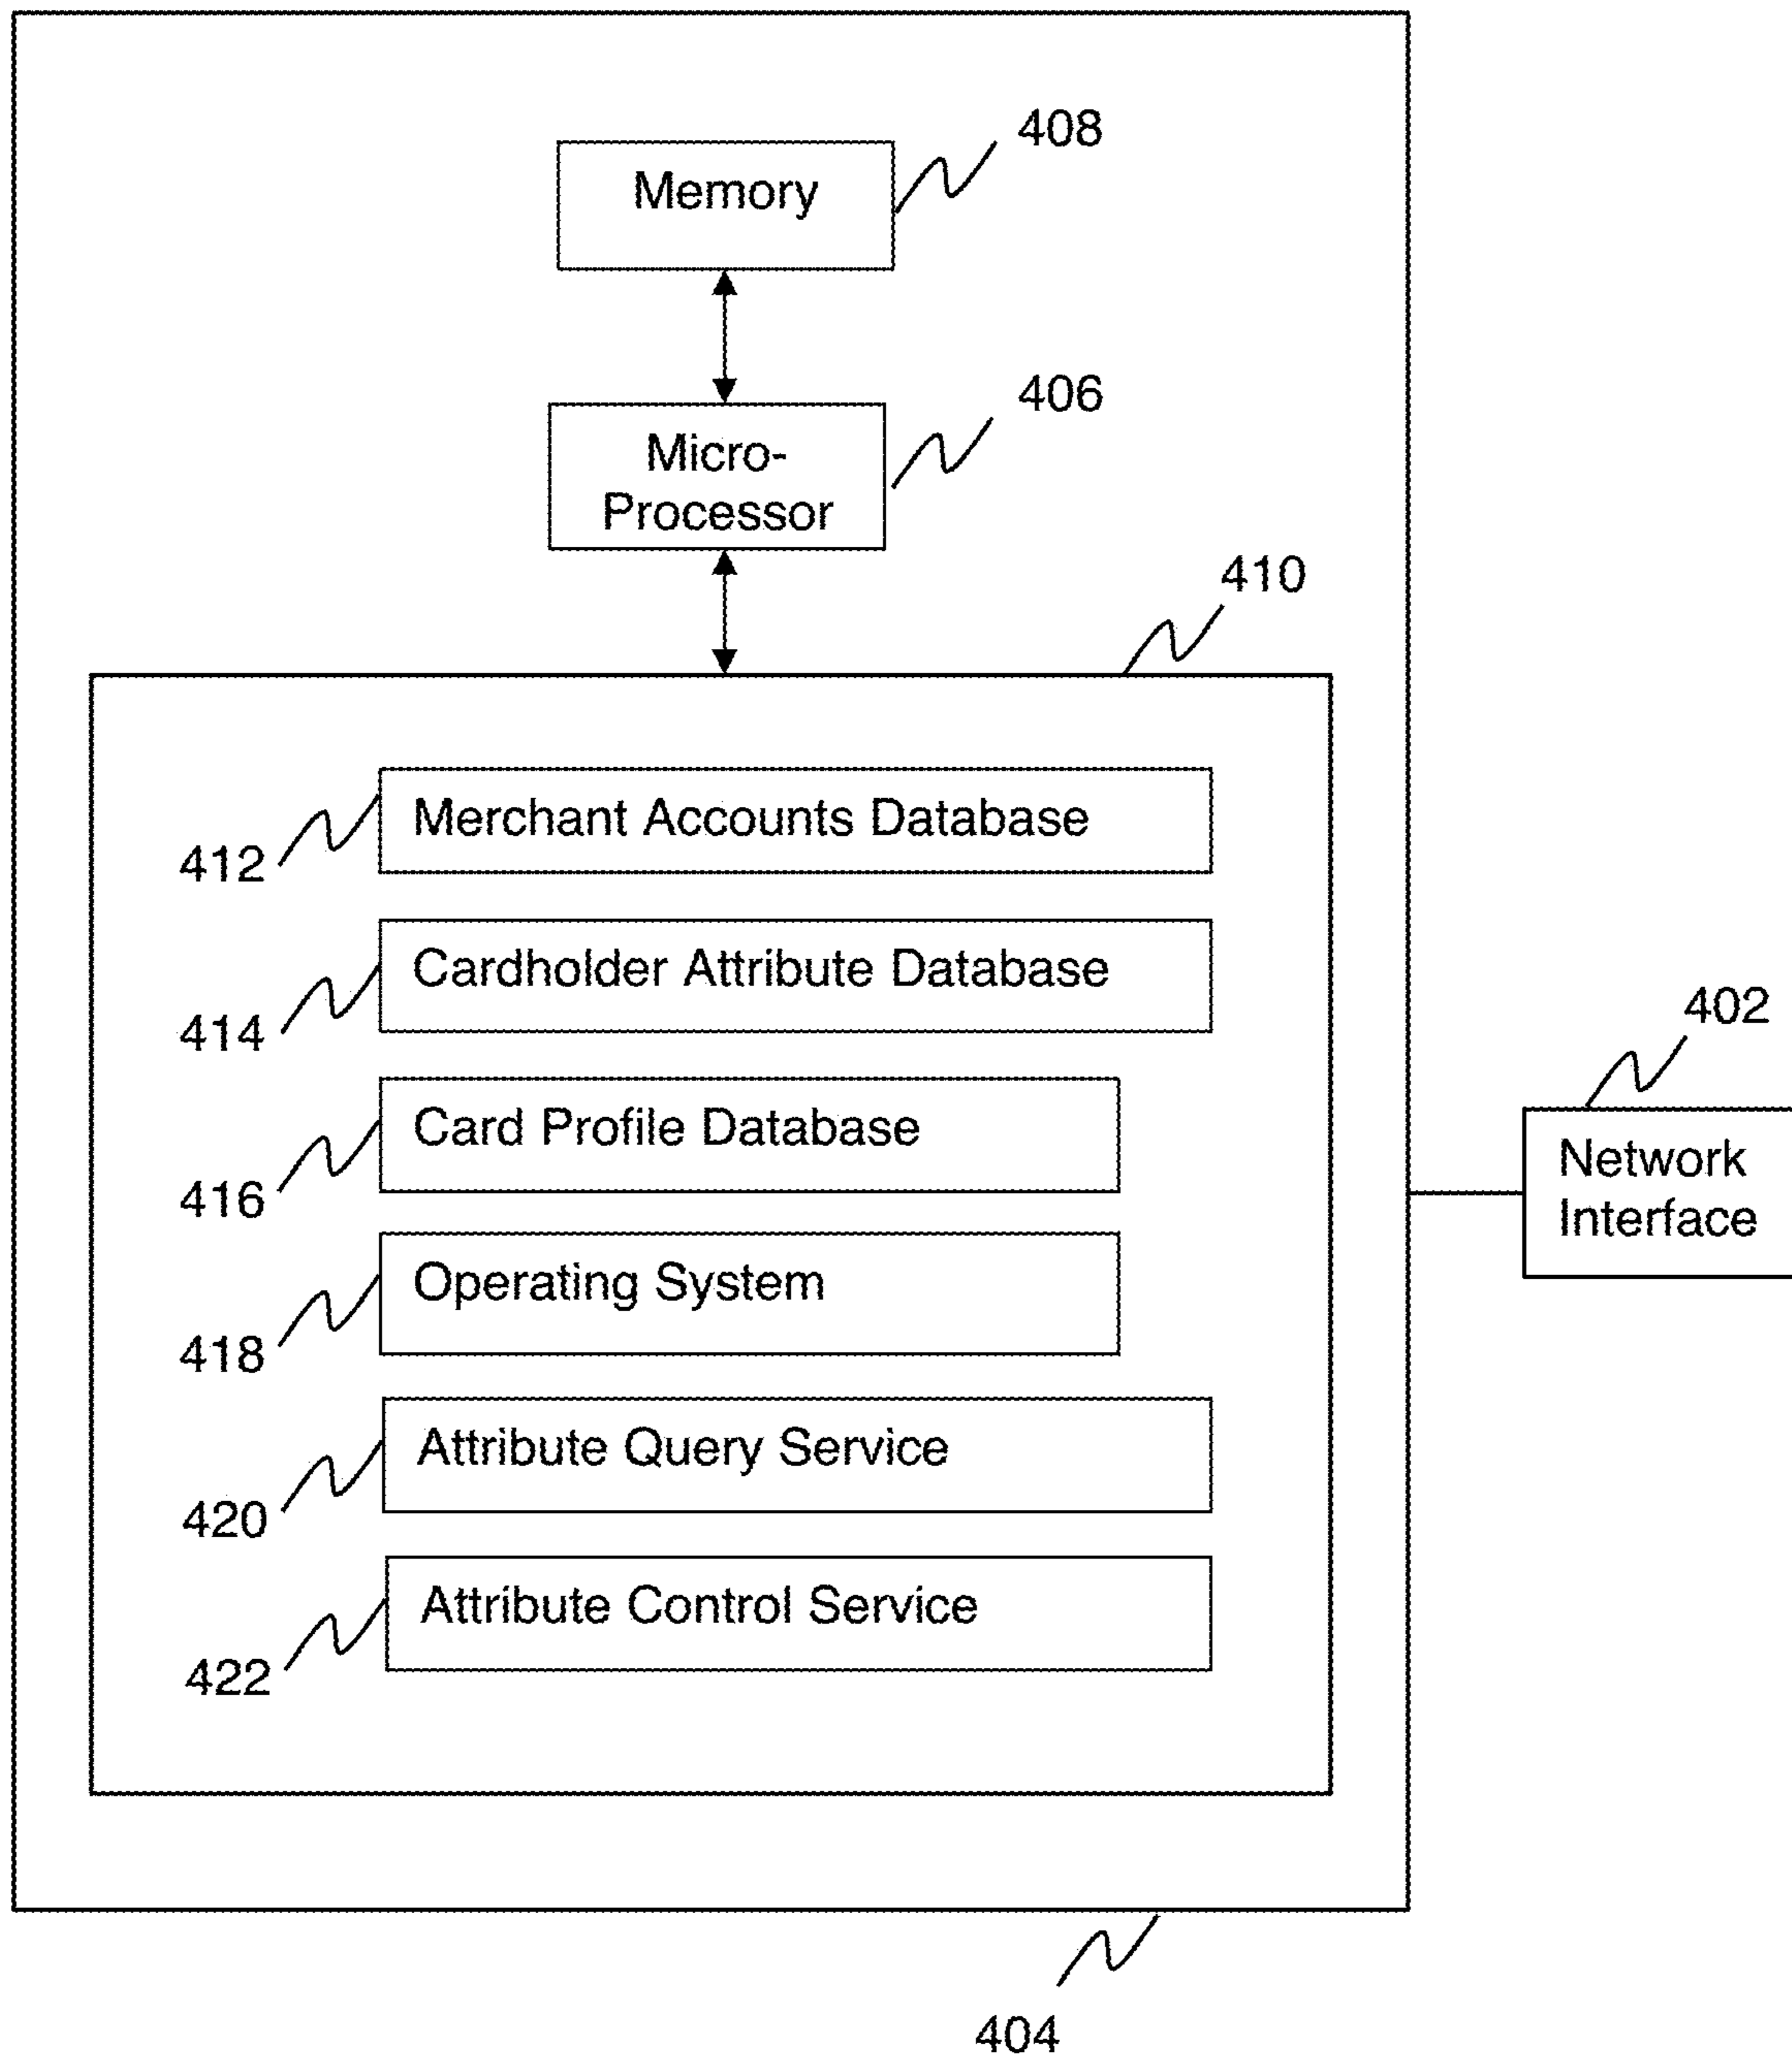 408
Memory
406
Micro-
Processor
410
Merchant Accounts Database
412
Cardholder Attribute Database
414
402
Card Profile Database
416
Network
Interface
Operating System
418
Attribute Query Service
420
Attribute Control Service
422
404